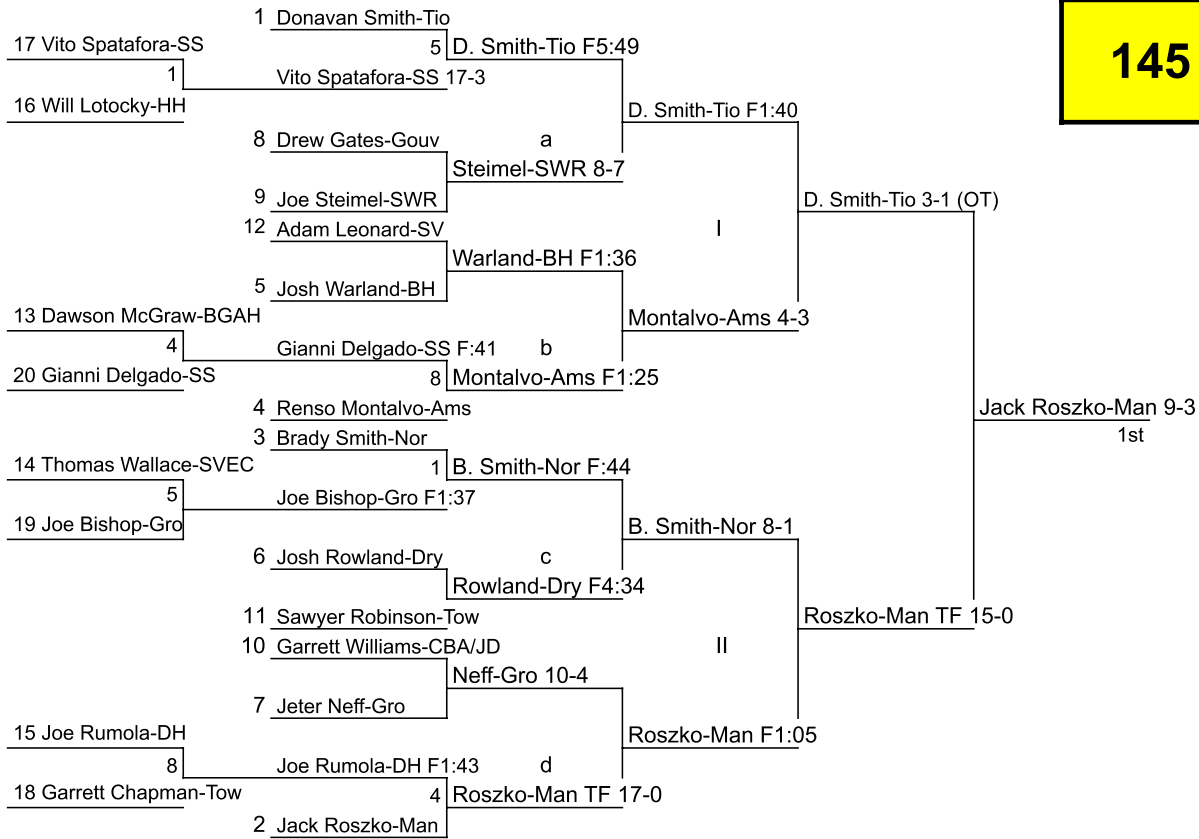 1 Donavan Smith-Tio
17 Vito Spatafora-SS
5 D. Smith-Tio F5:49
145
1
Vito Spatafora-SS 17-3
16 Will Lotocky-HH
D. Smith-Tio F1:40
8 Drew Gates-Gouv
a
Steimel-SWR 8-7
9 Joe Steimel-SWR
D. Smith-Tio 3-1 (OT)
12 Adam Leonard-SV
I
Warland-BH F1:36
5 Josh Warland-BH
13 Dawson McGraw-BGAH
Montalvo-Ams 4-3
4
Gianni Delgado-SS F:41
b
20 Gianni Delgado-SS
8 Montalvo-Ams F1:25
4 Renso Montalvo-Ams
Jack Roszko-Man 9-3
1st
3 Brady Smith-Nor
14 Thomas Wallace-SVEC
1 B. Smith-Nor F:44
5
Joe Bishop-Gro F1:37
19 Joe Bishop-Gro
B. Smith-Nor 8-1
6 Josh Rowland-Dry
c
Rowland-Dry F4:34
11 Sawyer Robinson-Tow
Roszko-Man TF 15-0
10 Garrett Williams-CBA/JD
II
Neff-Gro 10-4
7 Jeter Neff-Gro
15 Joe Rumola-DH
Roszko-Man F1:05
8
Joe Rumola-DH F1:43
d
18 Garrett Chapman-Tow
4 Roszko-Man TF 17-0
2 Jack Roszko-Man